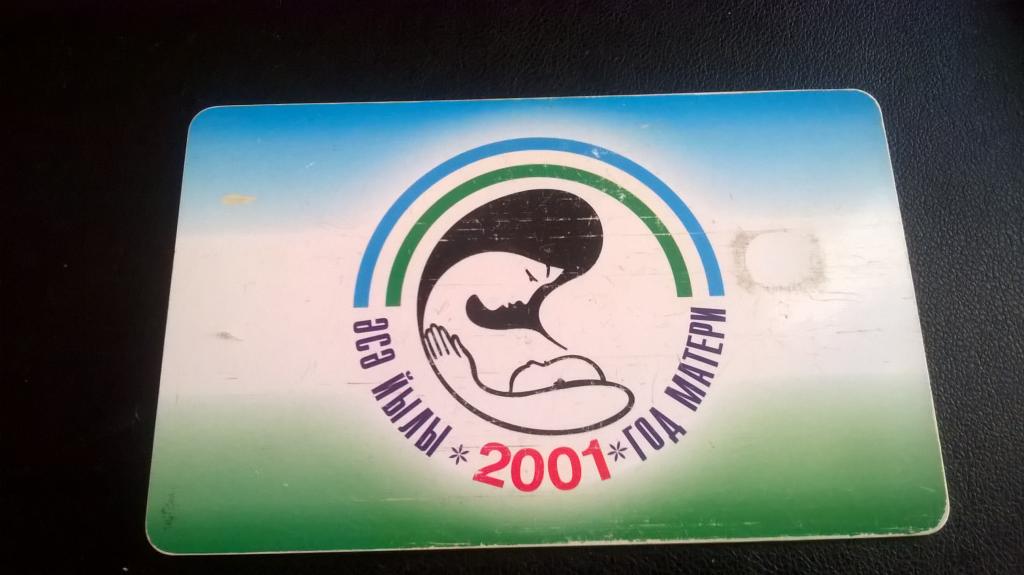 әсә йылы * 2001 * год матери